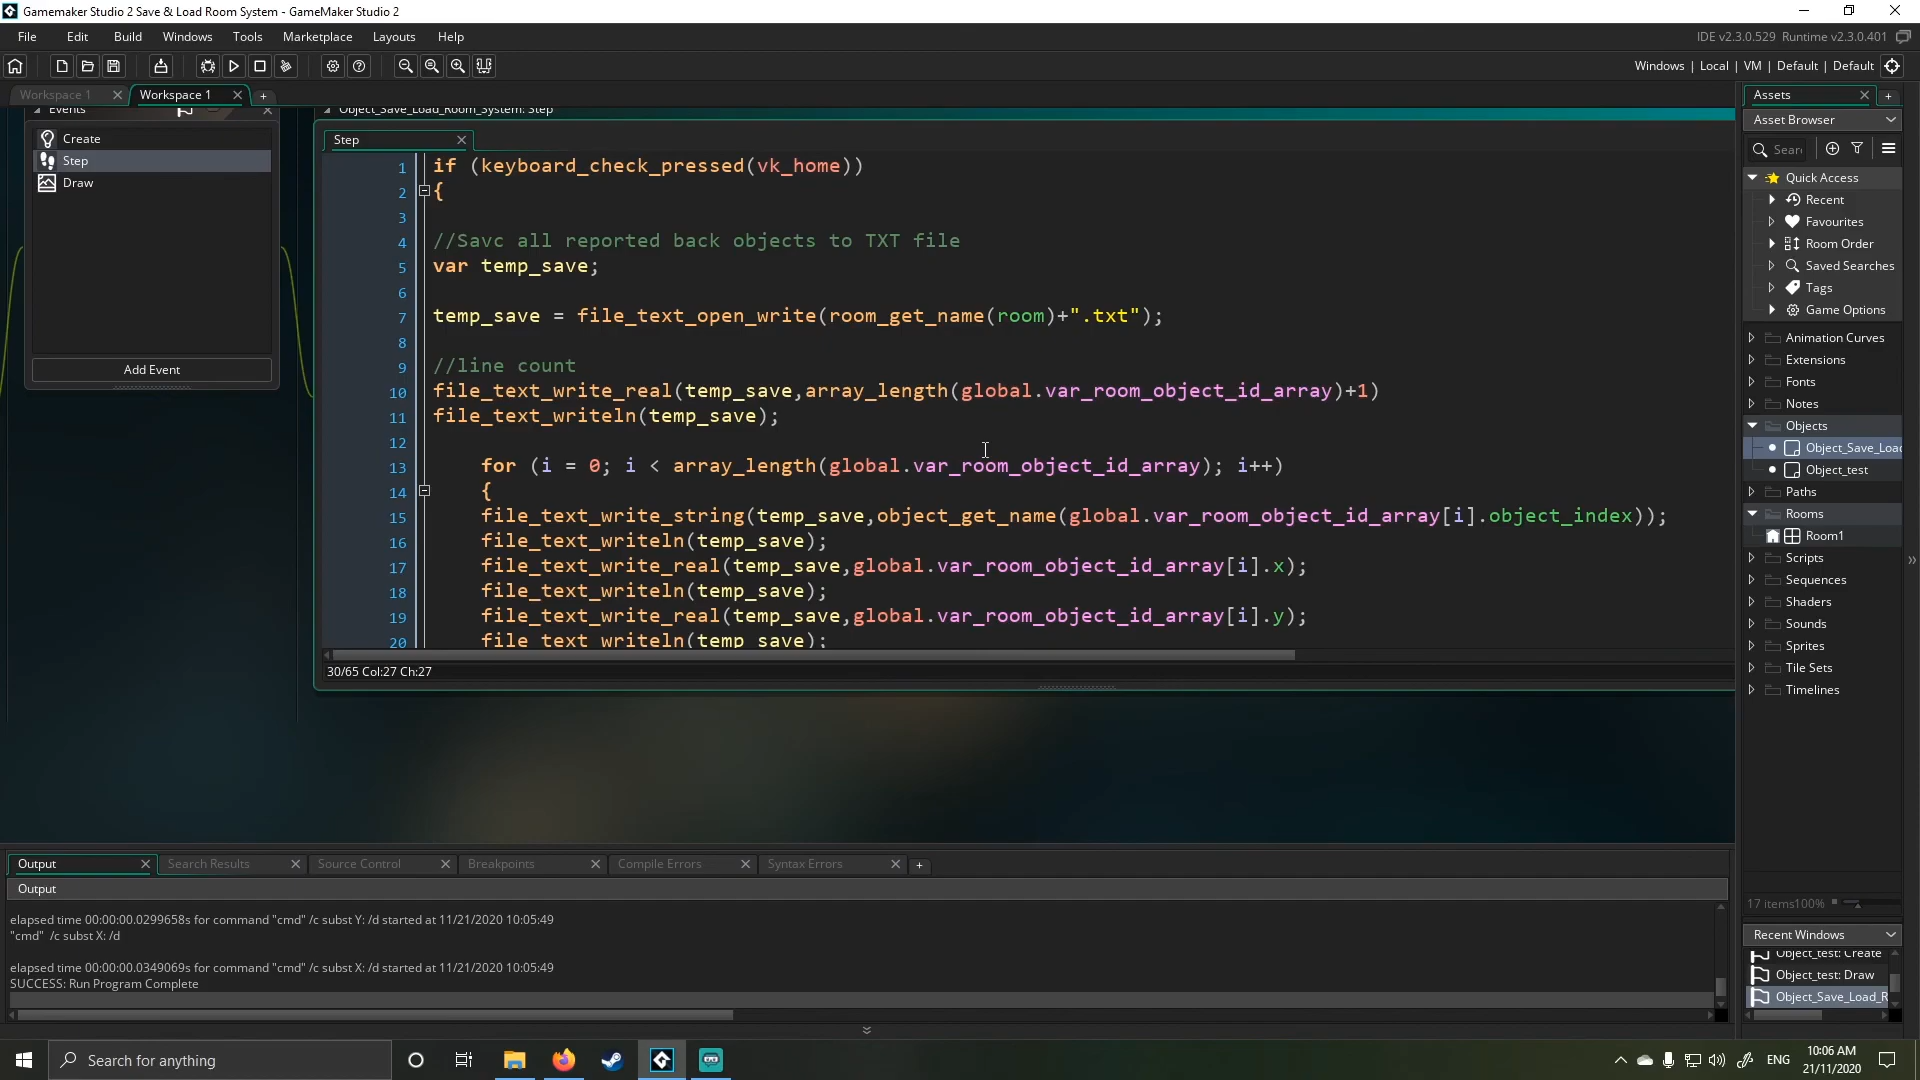 Gamemaker Studio 2 Save & Load Room System - GameMaker Studio 2
File Edit Build Windows Tools Marketplace Layouts Help
IDE v2.3.0.529 Runtime v2.3.0.401
Windows | Local | VM | Default | Default
Workspace 1
Workspace 1
Events
Create
Step
Draw
Add Event
Object_Save_Load_Room_System: Step
Step
1 if (keyboard_check_pressed(vk_home))
2 {
3
4 //Savc all reported back objects to TXT file
5 var temp_save;
6
7 temp_save = file_text_open_write(room_get_name(room)+".txt");
8
9 //line count
10 file_text_write_real(temp_save,array_length(global.var_room_object_id_array)+1)
11 file_text_writeln(temp_save);
12
13 for (i = 0; i < array_length(global.var_room_object_id_array); i++)
14 {
15 file_text_write_string(temp_save,object_get_name(global.var_room_object_id_array[i].object_index));
16 file_text_writeln(temp_save);
17 file_text_write_real(temp_save,global.var_room_object_id_array[i].x);
18 file_text_writeln(temp_save);
19 file_text_write_real(temp_save,global.var_room_object_id_array[i].y);
20 file_text_writeln(temp_save);
30/65 Col:27 Ch:27
Assets
Asset Browser
Searc
Quick Access
Recent
Favourites
Room Order
Saved Searches
Tags
Game Options
Animation Curves
Extensions
Fonts
Notes
Objects
Object_Save_Load
Object_test
Paths
Rooms
Room1
Scripts
Sequences
Shaders
Sounds
Sprites
Tile Sets
Timelines
17 items 100%
Recent Windows
Object_test: Create
Object_test: Draw
Object_Save_Load_R
Output Search Results Source Control Breakpoints Compile Errors Syntax Errors
Output
elapsed time 00:00:00.0299658s for command "cmd" /c subst Y: /d started at 11/21/2020 10:05:49
"cmd" /c subst X: /d
elapsed time 00:00:00.0349069s for command "cmd" /c subst X: /d started at 11/21/2020 10:05:49
SUCCESS: Run Program Complete
Search for anything
ENG
10:06 AM
21/11/2020